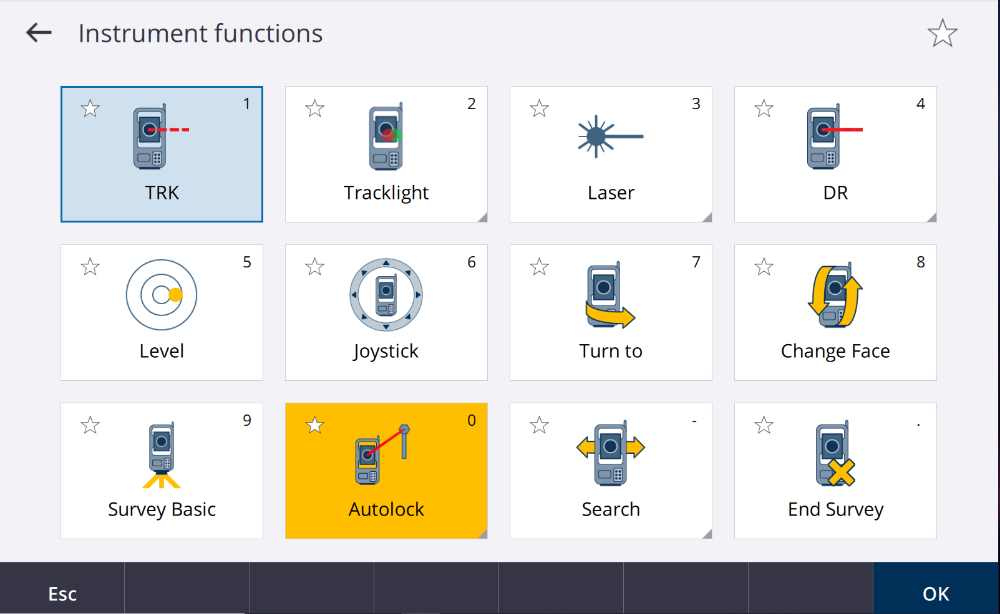 Instrument functions
1
TRK
2
Tracklight
3
Laser
4
DR
5
Level
6
Joystick
7
Turn to
8
Change Face
9
Survey Basic
0
Autolock
-
Search
.
End Survey
Esc
OK